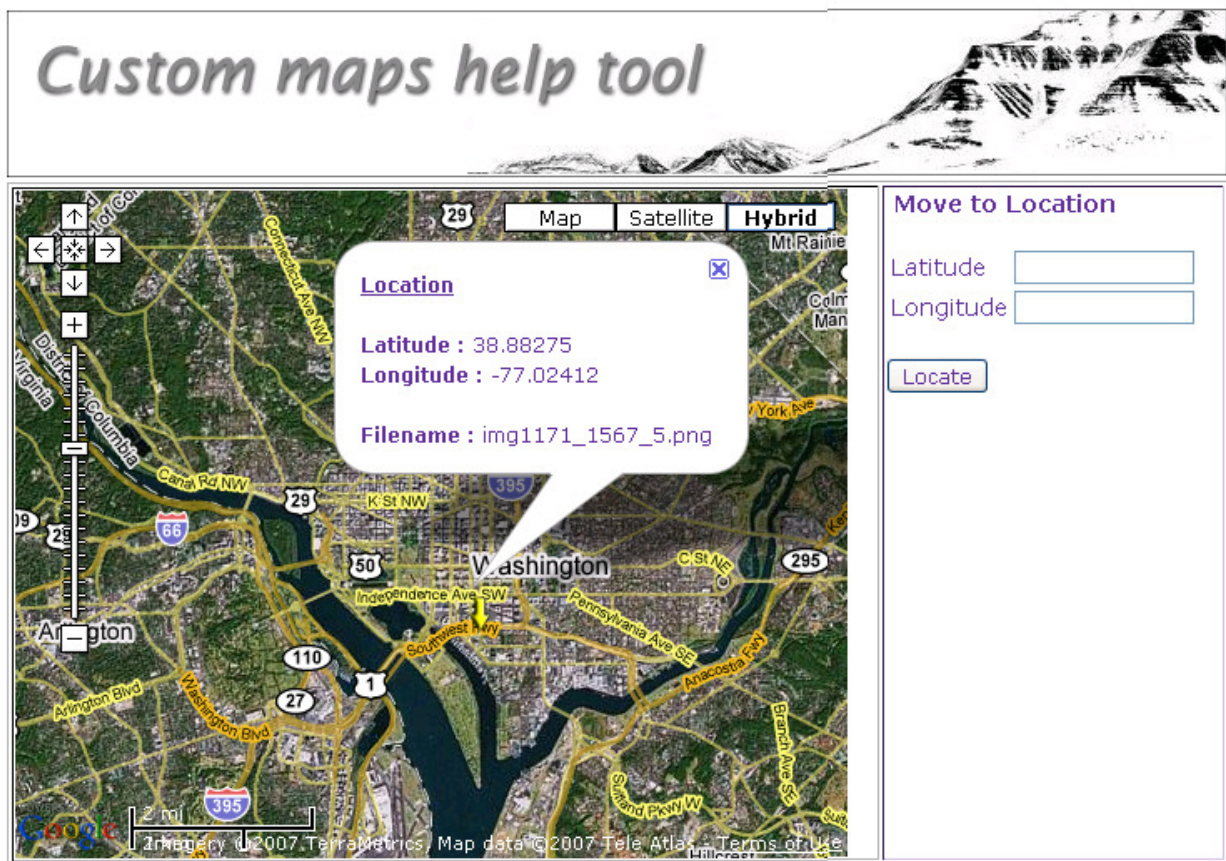 Custom maps help tool
Map
Satellite
Hybrid
Move to Location
Latitude
Longitude
Locate
Location
Latitude : 38.88275
Longitude : -77.02412
Filename : img1171_1567_5.png
29
Mt Rainie
Connecticut Ave NW
District of Columbia
Virginia
York Ave
Canal Rd NW
29
K St NW
395
66
50
Washington
C St NE
295
Independence Ave SW
Pennsylvania Ave SE
Southwest Fwy
Anacostia Fwy
110
1
27
Arlington Blvd
Washington Blvd
Branch Ave SE
Suitland Pkwy W
395
2 mi
Google
Imagery ©2007 TerraMetrics, Map data ©2007 Tele Atlas - Terms of Use
Hillcrest